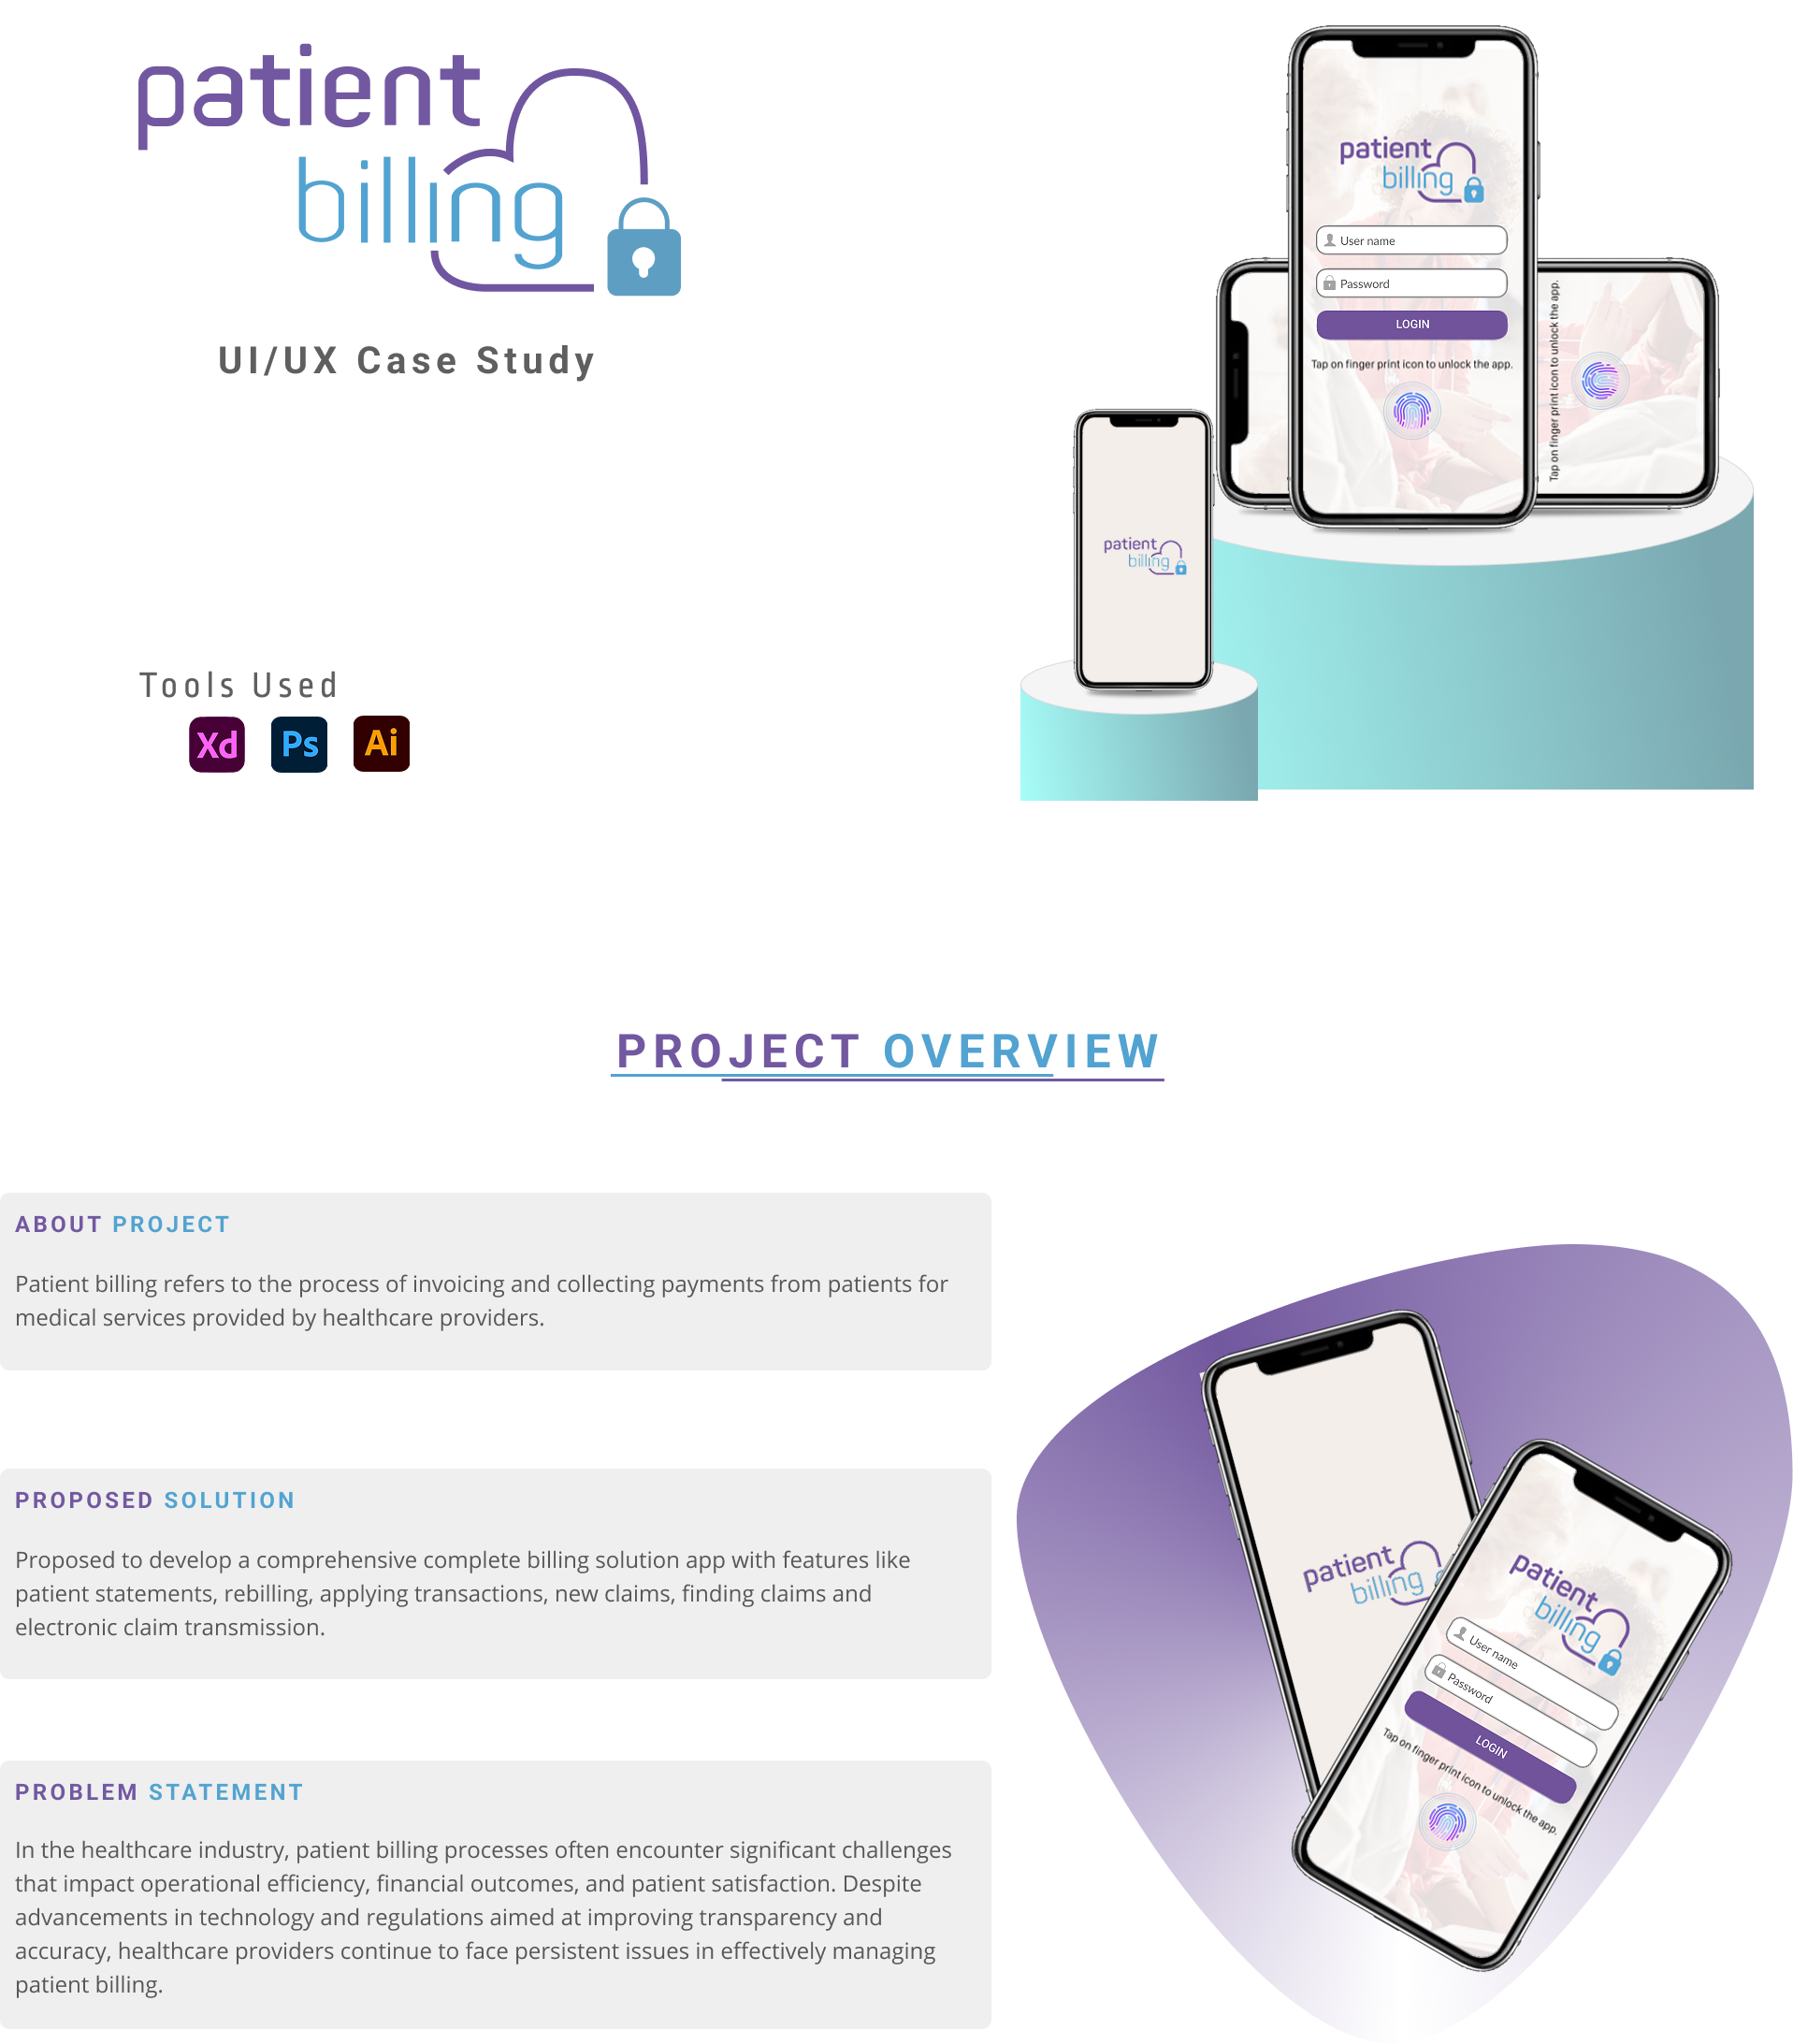 patient
billing
UI/UX Case Study
Tools Used
Xd Ps Ai
patient
billing
User name
Password
LOGIN
Tap on finger print icon to unlock the app.
Tap on finger print icon to unlock the app.
patient
billing
PROJECT OVERVIEW
ABOUT PROJECT
Patient billing refers to the process of invoicing and collecting payments from patients for
medical services provided by healthcare providers.
PROPOSED SOLUTION
Proposed to develop a comprehensive complete billing solution app with features like
patient statements, rebilling, applying transactions, new claims, finding claims and
electronic claim transmission.
PROBLEM STATEMENT
In the healthcare industry, patient billing processes often encounter significant challenges
that impact operational efficiency, financial outcomes, and patient satisfaction. Despite
advancements in technology and regulations aimed at improving transparency and
accuracy, healthcare providers continue to face persistent issues in effectively managing
patient billing.
patient
billing
patient
billing
User name
Password
LOGIN
Tap on finger print icon to unlock the app.